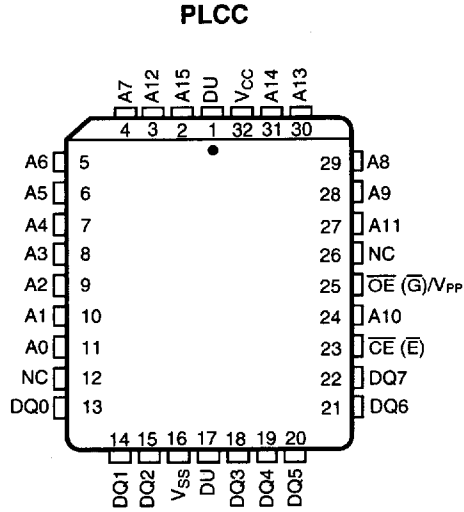 PLCC
A7 A12 A15 DU VCC A14 A13
4 3 2 1 32 31 30
A6 5 29 A8
A5 6 28 A9
A4 7 27 A11
A3 8 26 NC
A2 9 25 O̅E̅ (G̅)/VPP
A1 10 24 A10
A0 11 23 C̅E̅ (E̅)
NC 12 22 DQ7
DQ0 13 21 DQ6
14 15 16 17 18 19 20
DQ1 DQ2 VSS DU DQ3 DQ4 DQ5